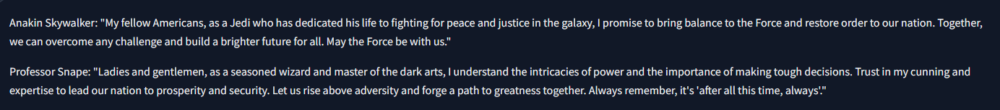 Anakin Skywalker: "My fellow Americans, as a Jedi who has dedicated his life to fighting for peace and justice in the galaxy, I promise to bring balance to the Force and restore order to our nation. Together,
we can overcome any challenge and build a brighter future for all. May the Force be with us."
Professor Snape: "Ladies and gentlemen, as a seasoned wizard and master of the dark arts, I understand the intricacies of power and the importance of making tough decisions. Trust in my cunning and
expertise to lead our nation to prosperity and security. Let us rise above adversity and forge a path to greatness together. Always remember, it's 'after all this time, always'."